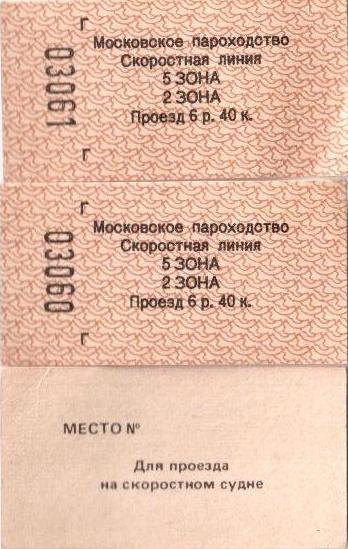 Г
03061
Московское пароходство
Скоростная линия
5 ЗОНА
2 ЗОНА
Проезд 6 р. 40 к.
Г
Г
03060
Московское пароходство
Скоростная линия
5 ЗОНА
2 ЗОНА
Проезд 6 р. 40 к.
Г
МЕСТО №
Для проезда
на скоростном судне